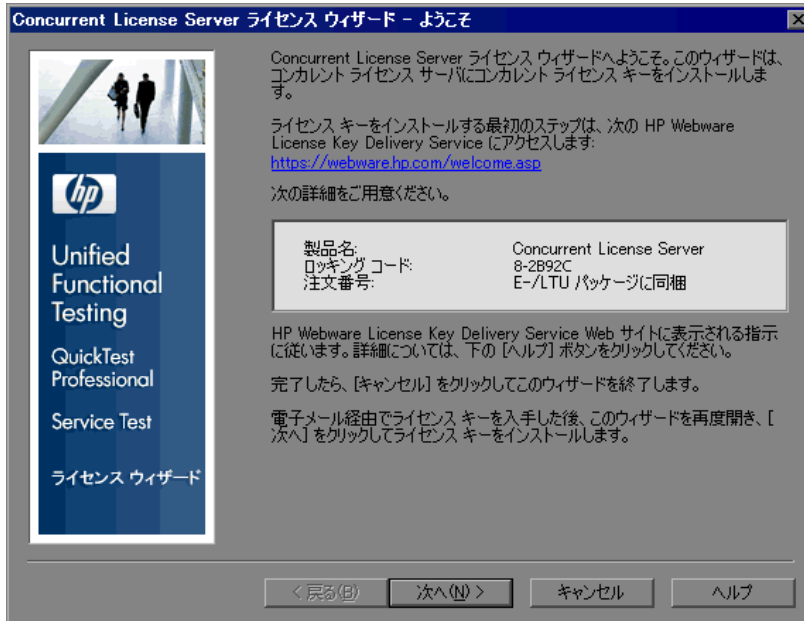 Concurrent License Server ライセンス ウィザード - ようこそ
Concurrent License Server ライセンス ウィザードへようこそ。このウィザードは、
コンカレント ライセンス サーバにコンカレント ライセンス キーをインストールしま
す。
ライセンス キーをインストールする最初のステップは、次の HP Webware
License Key Delivery Service にアクセスします:
https://webware.hp.com/welcome.asp
次の詳細をご用意ください。
製品名: Concurrent License Server
ロッキング コード: 8-2B92C
注文番号: E-/LTU パッケージに同梱
HP Webware License Key Delivery Service Web サイトに表示される指示
に従います。詳細については、下の [ヘルプ] ボタンをクリックしてください。
完了したら、[キャンセル] をクリックしてこのウィザードを終了します。
電子メール経由でライセンス キーを入手した後、このウィザードを再度開き、[
次へ] をクリックしてライセンス キーをインストールします。
hp
Unified
Functional
Testing
QuickTest
Professional
Service Test
ライセンス ウィザード
< 戻る(B)
次へ(N) >
キャンセル
ヘルプ